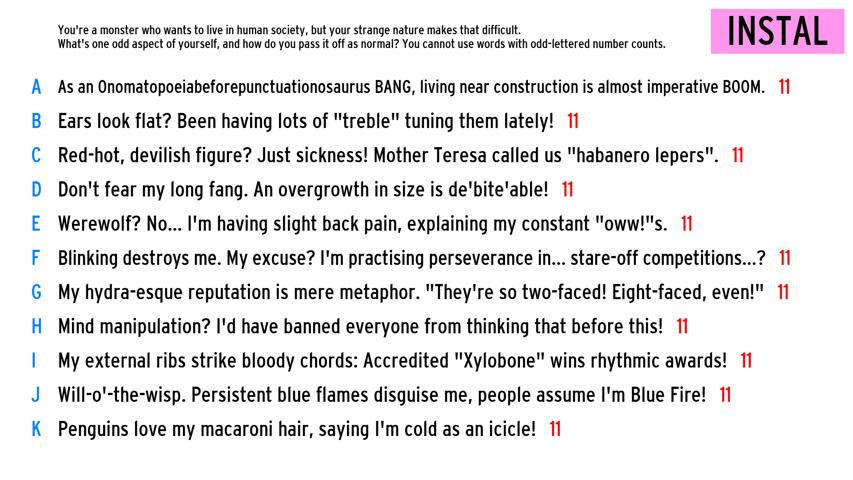 You're a monster who wants to live in human society, but your strange nature makes that difficult.
What's one odd aspect of yourself, and how do you pass it off as normal? You cannot use words with odd-lettered number counts.
INSTAL
A As an Onomatopoeiabeforepunctuationosaurus BANG, living near construction is almost imperative BOOM. 11
B Ears look flat? Been having lots of "treble" tuning them lately! 11
C Red-hot, devilish figure? Just sickness! Mother Teresa called us "habanero lepers". 11
D Don't fear my long fang. An overgrowth in size is de'bite'able! 11
E Werewolf? No... I'm having slight back pain, explaining my constant "oww!"s. 11
F Blinking destroys me. My excuse? I'm practising perseverance in... stare-off competitions...? 11
G My hydra-esque reputation is mere metaphor. "They're so two-faced! Eight-faced, even!" 11
H Mind manipulation? I'd have banned everyone from thinking that before this! 11
I My external ribs strike bloody chords: Accredited "Xylobone" wins rhythmic awards! 11
J Will-o'-the-wisp. Persistent blue flames disguise me, people assume I'm Blue Fire! 11
K Penguins love my macaroni hair, saying I'm cold as an icicle! 11